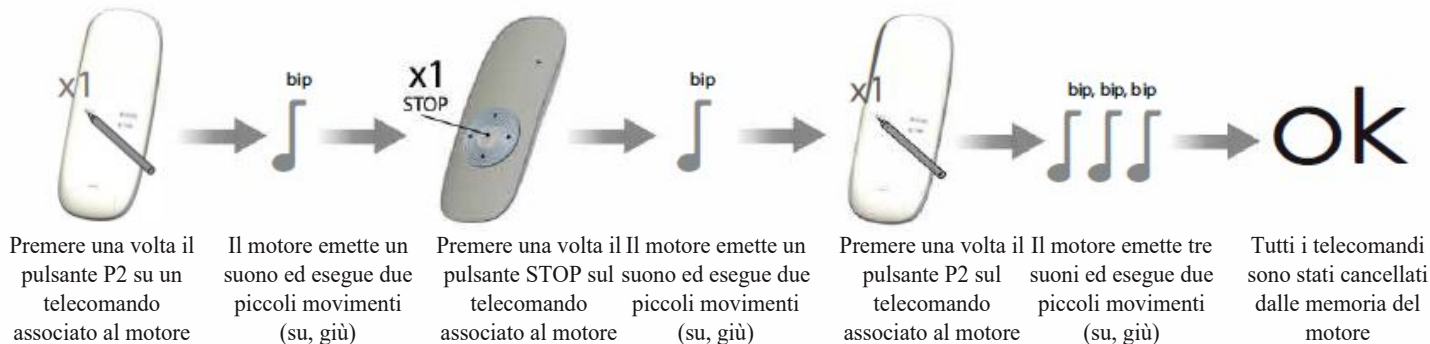 x1
bip
x1
STOP
bip
x1
bip, bip, bip
ok
Premere una volta il
pulsante P2 su un
telecomando
associato al motore
Il motore emette un
suono ed esegue due
piccoli movimenti
(su, giù)
Premere una volta il
pulsante STOP sul
telecomando
associato al motore
Il motore emette un
suono ed esegue due
piccoli movimenti
(su, giù)
Premere una volta il
pulsante P2 sul
telecomando
associato al motore
Il motore emette tre
suoni ed esegue due
piccoli movimenti
(su, giù)
Tutti i telecomandi
sono stati cancellati
dalle memoria del
motore